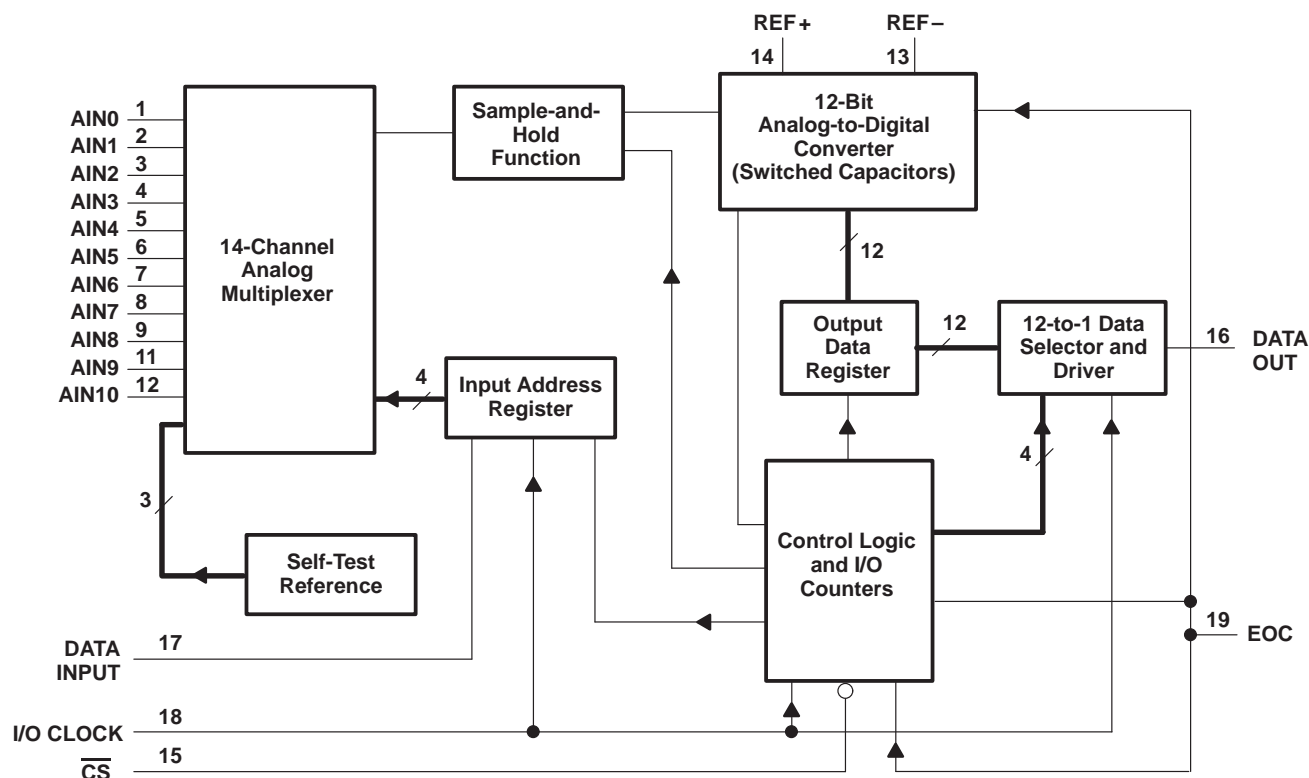 REF+
REF–
14
13
12-Bit
Analog-to-Digital
Converter
(Switched Capacitors)
Sample-and-
Hold
Function
14-Channel
Analog
Multiplexer
AIN0 1
AIN1 2
AIN2 3
AIN3 4
AIN4 5
AIN5 6
AIN6 7
AIN7 8
AIN8 9
AIN9 11
AIN10 12
12
Output
Data
Register
12
12-to-1 Data
Selector and
Driver
16
DATA
OUT
4
Input Address
Register
4
3
Self-Test
Reference
Control Logic
and I/O
Counters
19
EOC
DATA
INPUT
17
I/O CLOCK
18
CS
15